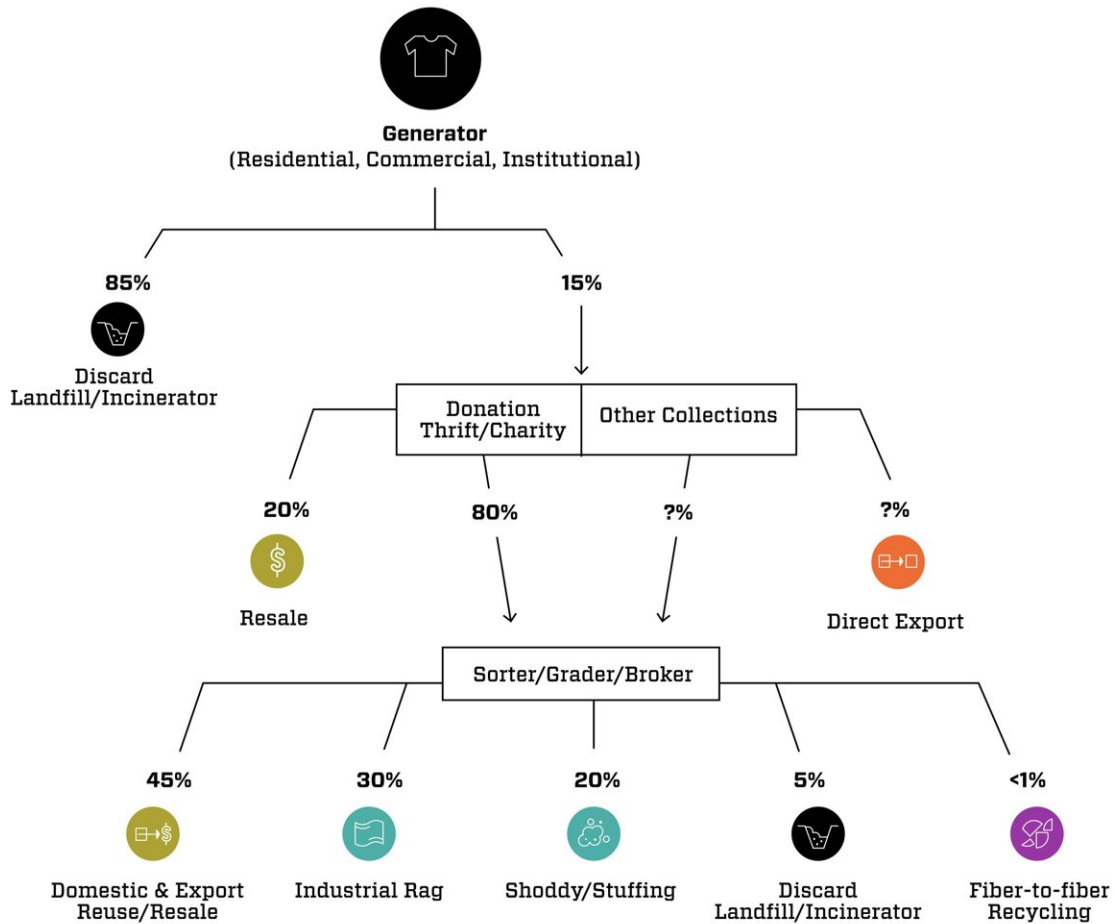 Generator
(Residential, Commercial, Institutional)
85%
15%
Discard
Landfill/Incinerator
Donation
Thrift/Charity
Other Collections
20%
80%
?%
?%
Resale
Direct Export
Sorter/Grader/Broker
45%
30%
20%
5%
<1%
Domestic & Export
Reuse/Resale
Industrial Rag
Shoddy/Stuffing
Discard
Landfill/Incinerator
Fiber-to-fiber
Recycling